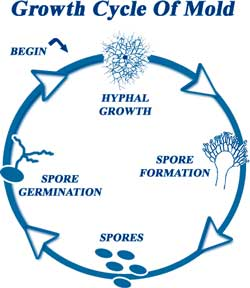 Growth Cycle Of Mold
BEGIN
HYPHAL
GROWTH
SPORE
FORMATION
SPORES
SPORE
GERMINATION